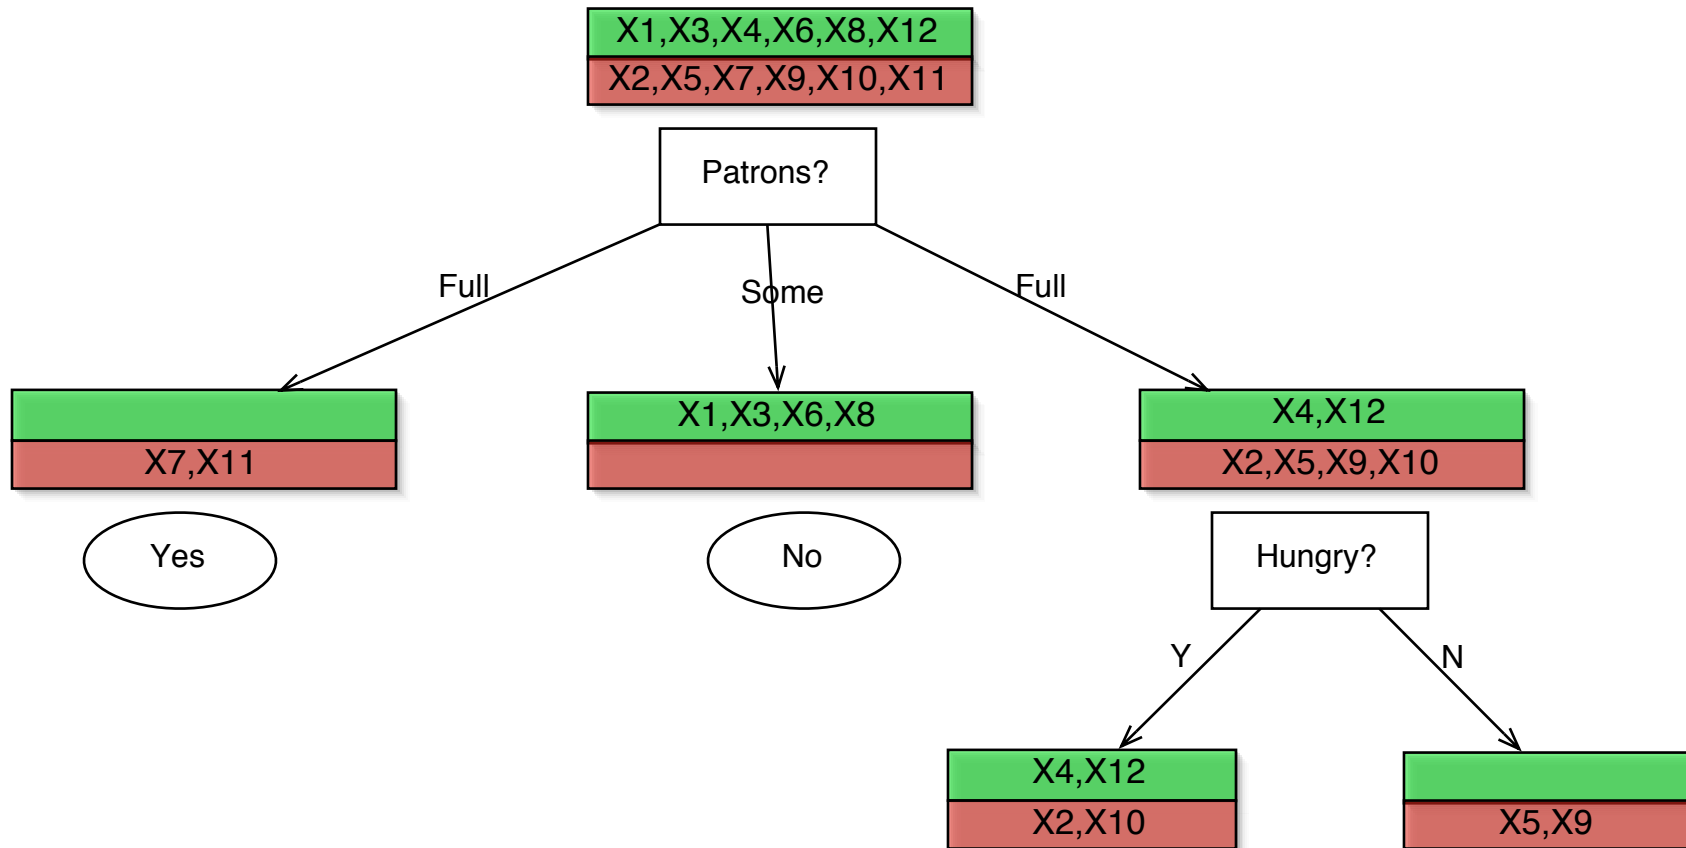 X1,X3,X4,X6,X8,X12
X2,X5,X7,X9,X10,X11
Patrons?
Full
Some
Full
X7,X11
X1,X3,X6,X8
X4,X12
X2,X5,X9,X10
Yes
No
Hungry?
Y
N
X4,X12
X2,X10
X5,X9